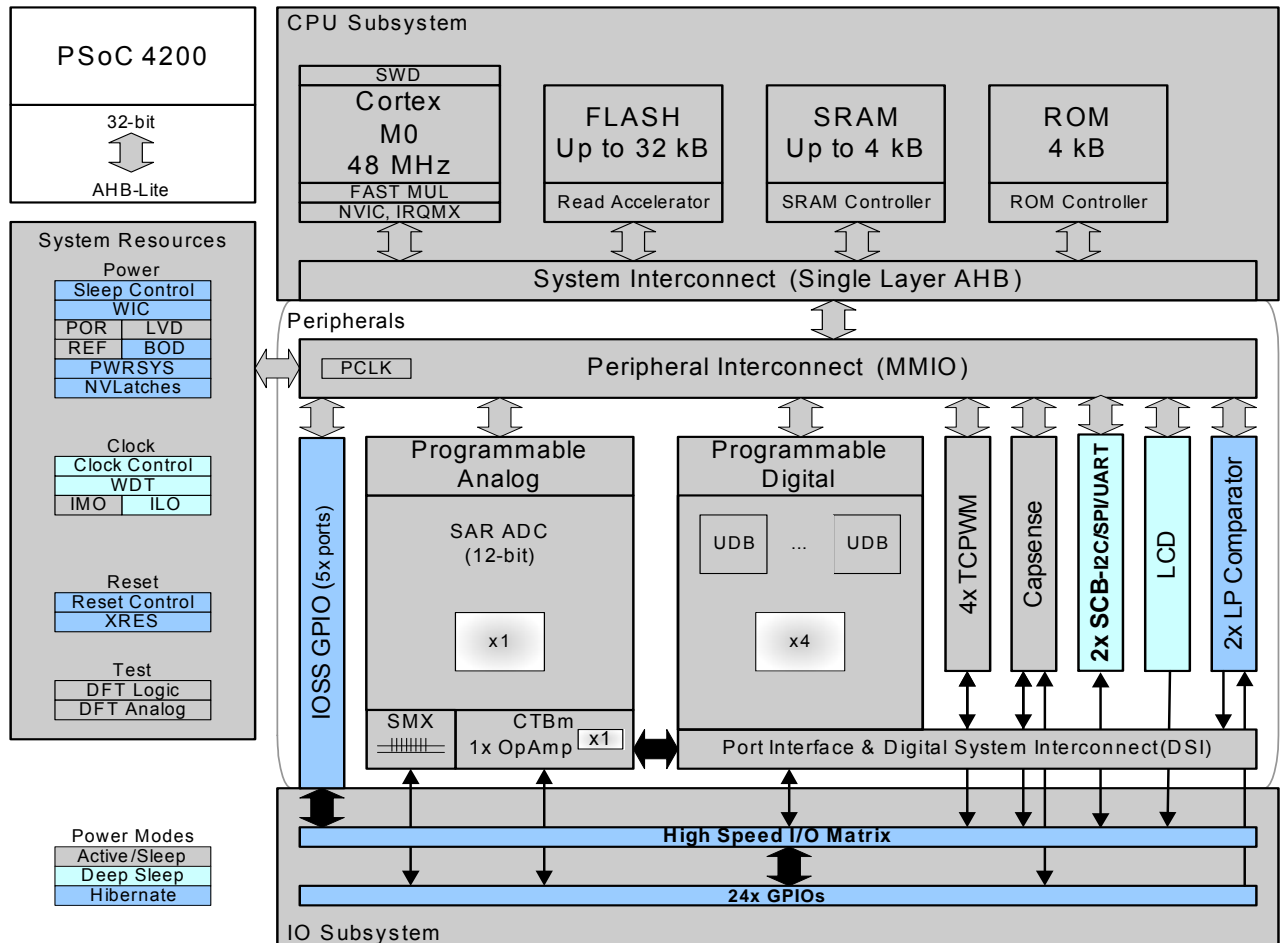 PSoC 4200
32-bit
AHB-Lite
CPU Subsystem
SWD
Cortex
M0
48 MHz
FAST MUL
NVIC, IRQMX
FLASH
Up to 32 kB
Read Accelerator
SRAM
Up to 4 kB
SRAM Controller
ROM
4 kB
ROM Controller
System Interconnect (Single Layer AHB)
System Resources
Power
Sleep Control
WIC
POR LVD
REF BOD
PWRSYS
NVLatches
Clock
Clock Control
WDT
IMO ILO
Reset
Reset Control
XRES
Test
DFT Logic
DFT Analog
Peripherals
PCLK
Peripheral Interconnect (MMIO)
IOSS GPIO (5x ports)
Programmable
Analog
SAR ADC
(12-bit)
x1
SMX
CTBm
1x OpAmp
x1
Programmable
Digital
UDB ... UDB
x4
4x TCPWM
Capsense
2x SCB-I2C/SPI/UART
LCD
2x LP Comparator
Port Interface & Digital System Interconnect(DSI)
Power Modes
Active/Sleep
Deep Sleep
Hibernate
High Speed I/O Matrix
24x GPIOs
IO Subsystem